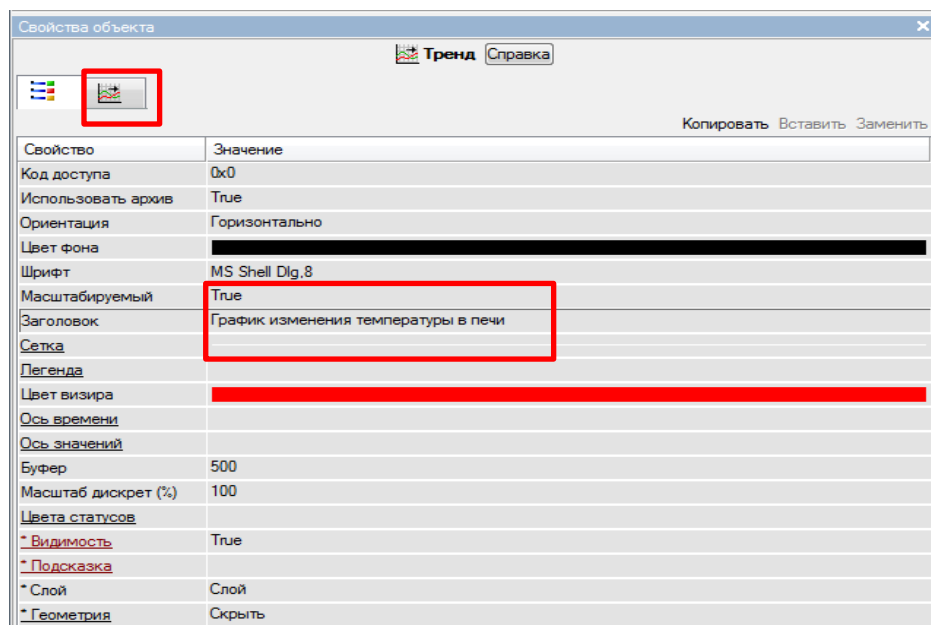 Свойства объекта
Тренд Справка
Копировать Вставить Заменить
Свойство Значение
Код доступа 0x0
Использовать архив True
Ориентация Горизонтально
Цвет фона
Шрифт MS Shell Dlg,8
Масштабируемый True
Заголовок График изменения температуры в печи
Сетка
Легенда
Цвет визира
Ось времени
Ось значений
Буфер 500
Масштаб дискрет (%) 100
Цвета статусов
* Видимость True
* Подсказка
* Слой Слой
* Геометрия Скрыть